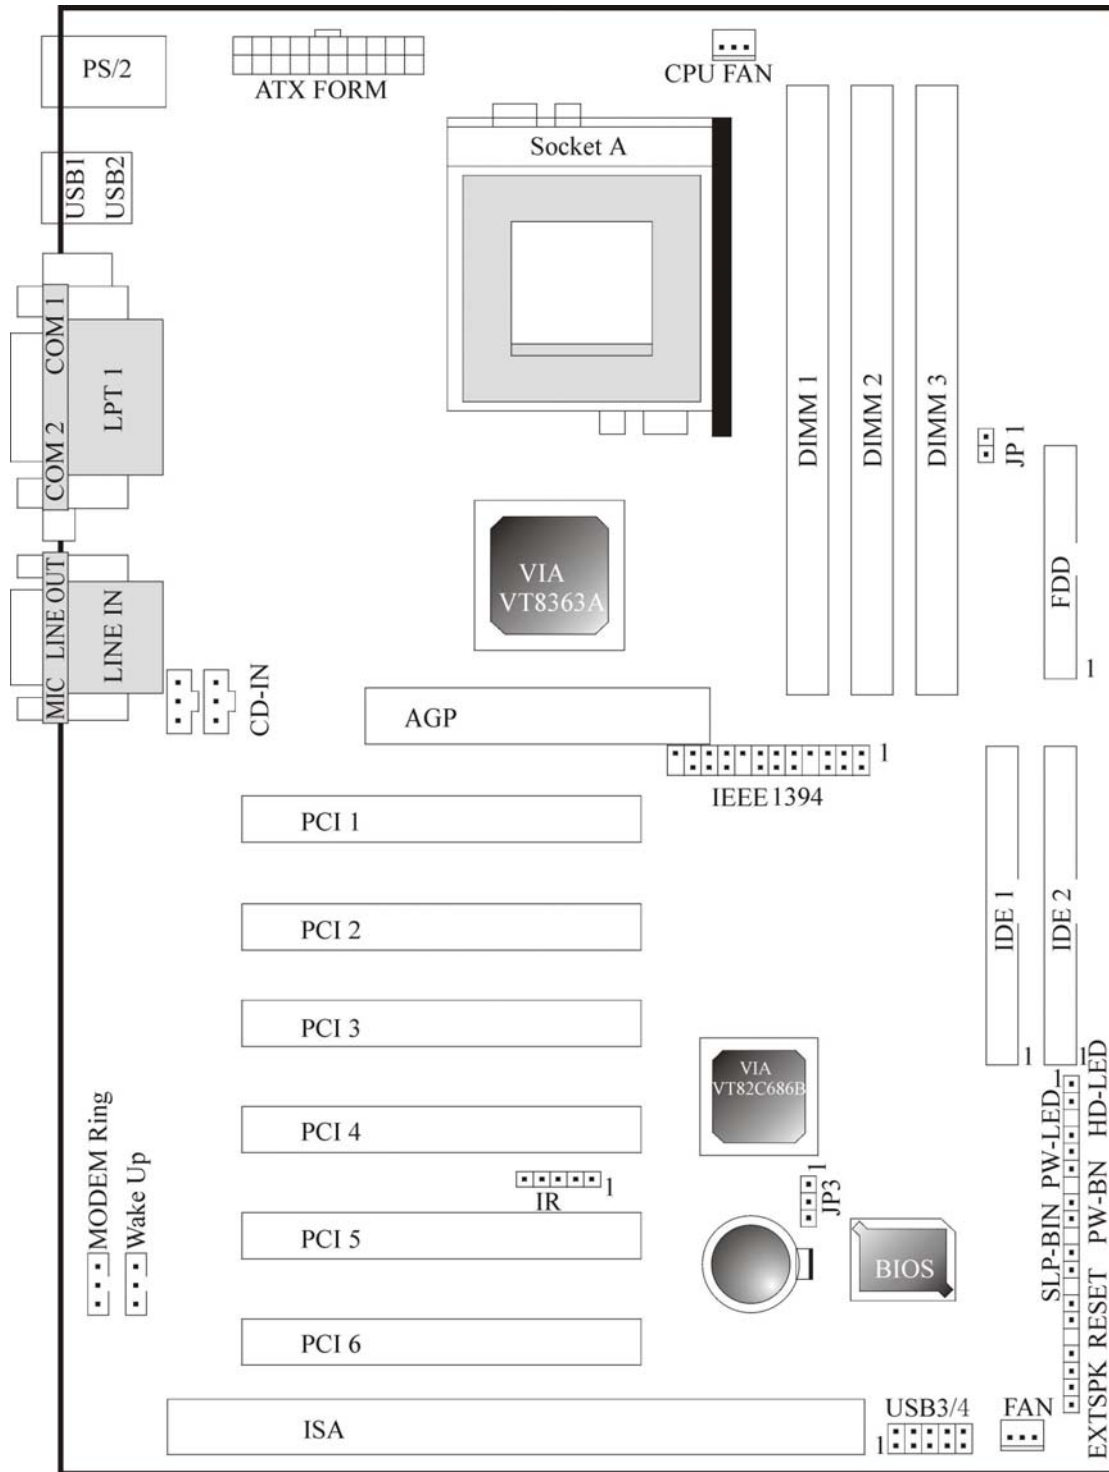 PS/2
ATX FORM
CPU FAN
USB1
USB2
Socket A
COM 1
COM 2
LPT 1
DIMM 1
DIMM 2
DIMM 3
JP 1
VIA
VT8363A
FDD
1
LINE OUT
MIC
LINE IN
CD-IN
AGP
1
IEEE1394
PCI 1
PCI 2
IDE 1
IDE 2
PCI 3
1
1
VIA
VT82C686B
1
HD-LED
PW-LED
PCI 4
MODEM Ring
Wake Up
IR
1
1
JP3
PW-BN
SLP-BIN
PCI 5
BIOS
RESET
PCI 6
EXTSPK
ISA
USB3/4
1
FAN